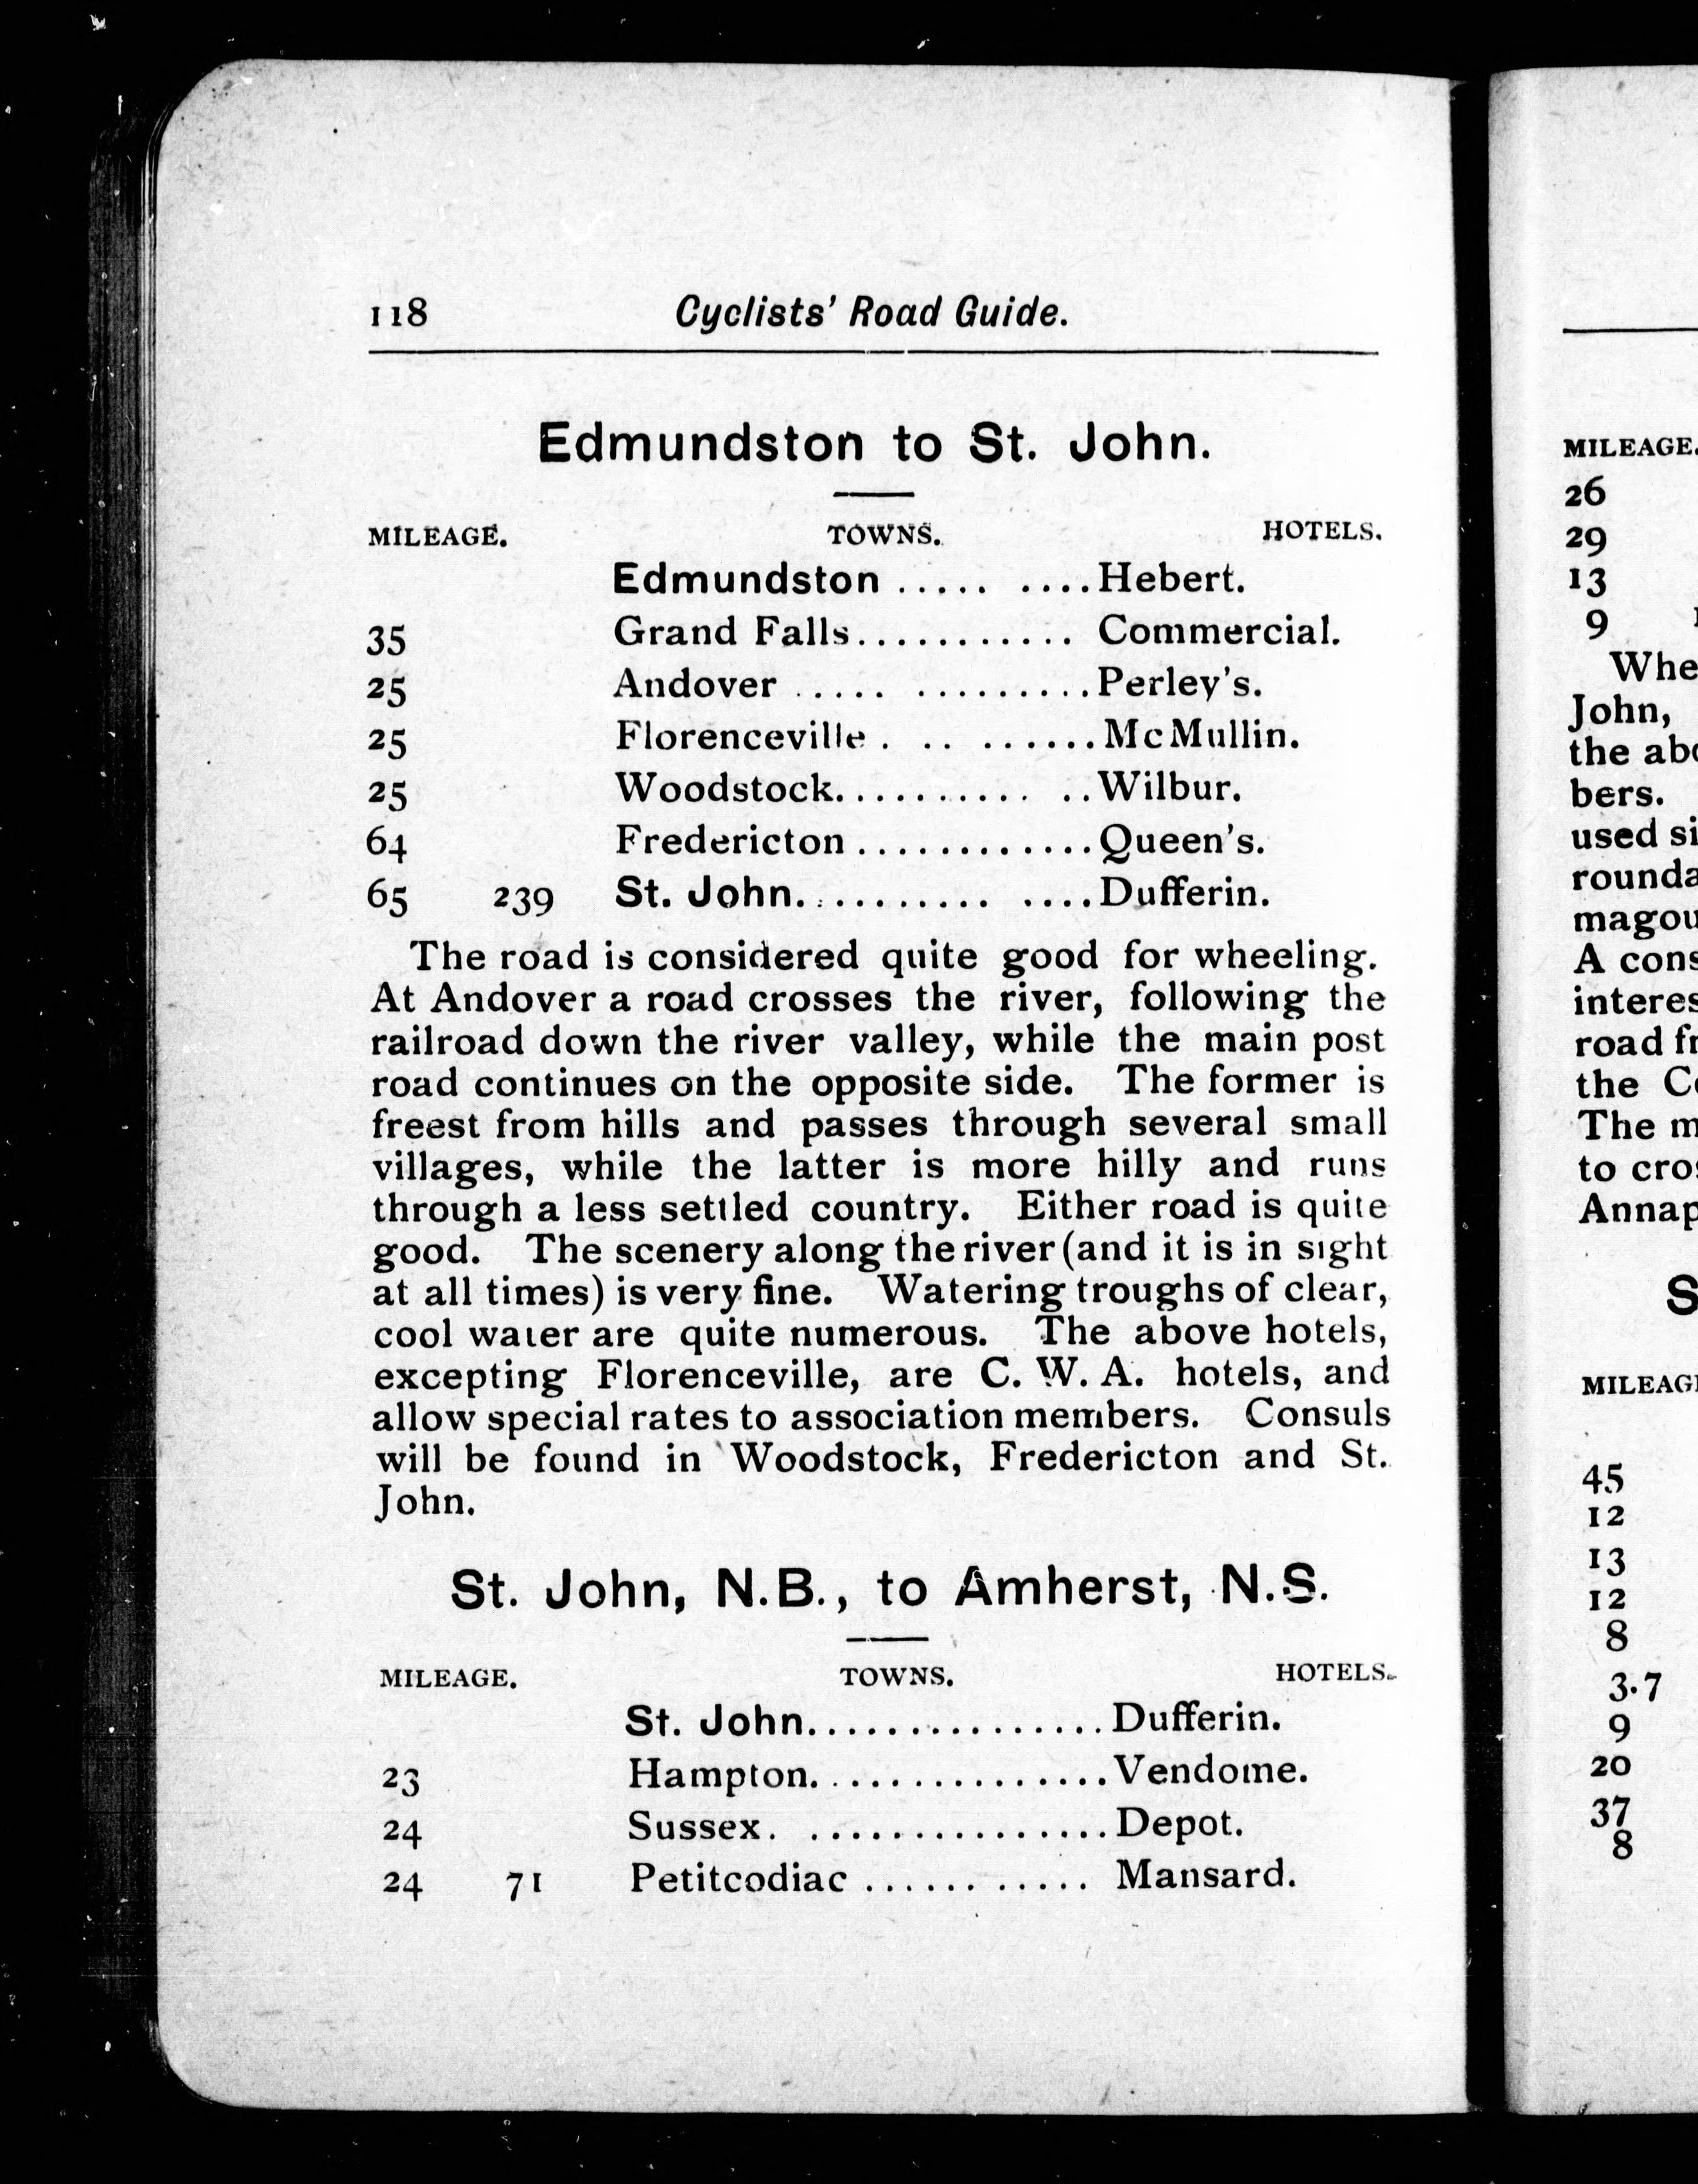 118 Cyclists' Road Guide.
Edmundston to St. John.
MILEAGE. TOWNS. HOTELS.
Edmundston ..... ....Hebert.
35 Grand Falls........... Commercial.
25 Andover ..... .........Perley's.
25 Florenceville . .. ......McMullin.
25 Woodstock.......... ..Wilbur.
64 Fredericton ............Queen's.
65 239 St. John........... ....Dufferin.
The road is considered quite good for wheeling.
At Andover a road crosses the river, following the
railroad down the river valley, while the main post
road continues on the opposite side. The former is
freest from hills and passes through several small
villages, while the latter is more hilly and runs
through a less settled country. Either road is quite
good. The scenery along the river (and it is in sight
at all times) is very fine. Watering troughs of clear,
cool water are quite numerous. The above hotels,
excepting Florenceville, are C. W. A. hotels, and
allow special rates to association members. Consuls
will be found in Woodstock, Fredericton and St.
John.
St. John, N.B., to Amherst, N.S.
MILEAGE. TOWNS. HOTELS.
St. John................Dufferin.
23 Hampton................Vendome.
24 Sussex. ................Depot.
24 71 Petitcodiac ...... ..... Mansard.
MILEAGE.
26
29
13
9
Whe
John,
the abo
bers.
used si
rounda
magou
A cons
interes
road fr
the Co
The m
to cros
Annap
S
MILEAGE
45
12
13
12
8
3.7
9
20
37
8